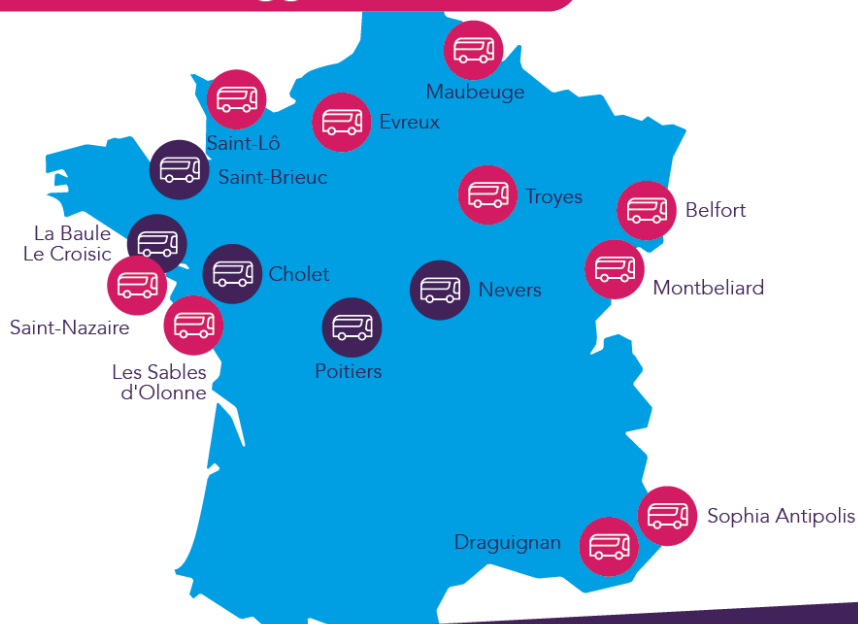 Maubeuge
Evreux
Saint-Lô
Saint-Brieuc
Troyes
Belfort
La Baule
Le Croisic
Cholet
Nevers
Montbeliard
Saint-Nazaire
Les Sables
d'Olonne
Poitiers
Sophia Antipolis
Draguignan